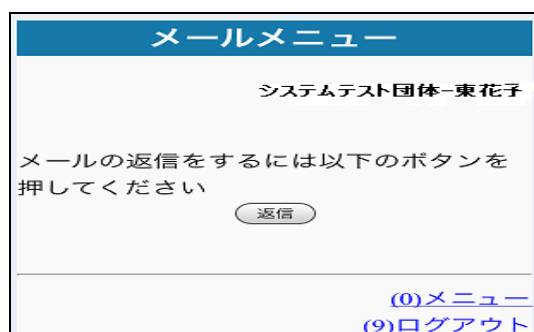 メールメニュー
システムテスト団体-東花子
メールの返信をするには以下のボタンを
押してください
返信
(0)メニュー
(9)ログアウト